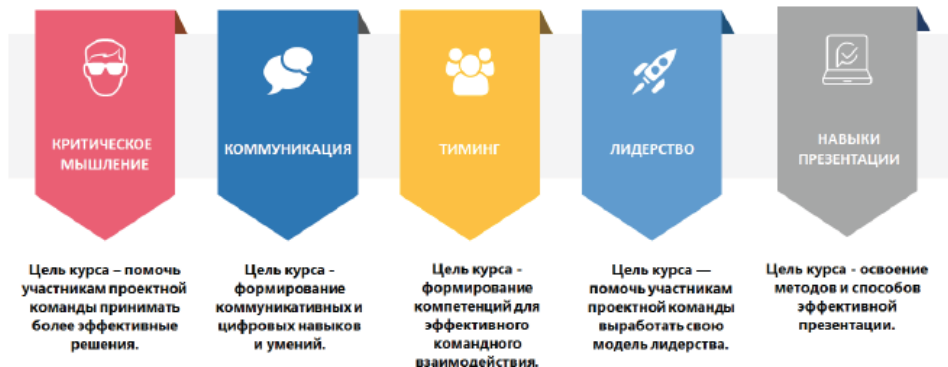 КРИТИЧЕСКОЕ
МЫШЛЕНИЕ
КОММУНИКАЦИЯ
ТИМИНГ
ЛИДЕРСТВО
НАВЫКИ
ПРЕЗЕНТАЦИИ
Цель курса – помочь
участникам проектной
команды принимать
более эффективные
решения.
Цель курса -
формирование
коммуникативных и
цифровых навыков
и умений.
Цель курса -
формирование
компетенций для
эффективного
командного
взаимодействия.
Цель курса —
помочь участникам
проектной команды
выработать свою
модель лидерства.
Цель курса - освоение
методов и способов
эффективной
презентации.